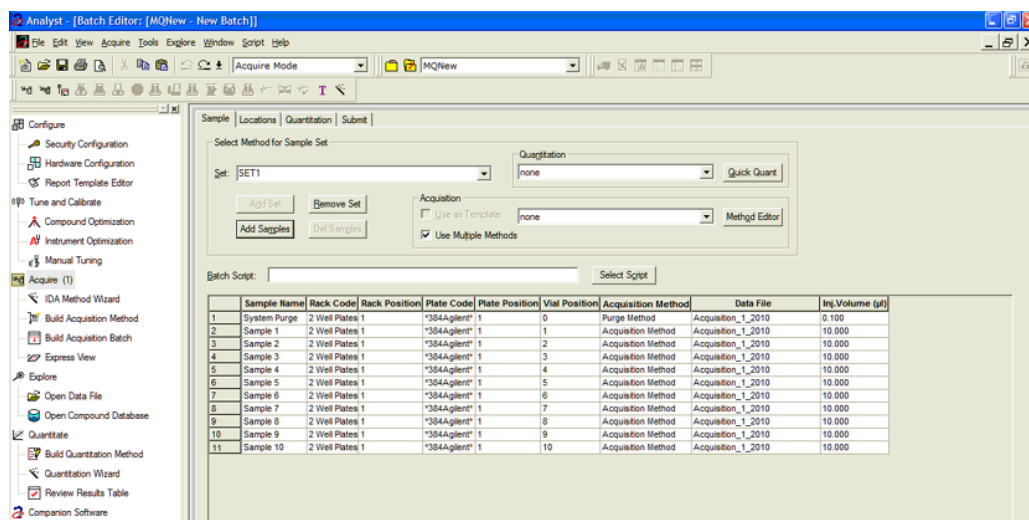 Analyst - [Batch Editor: [MQNew - New Batch]]
File Edit View Acquire Tools Explore Window Script Help
Acquire Mode MQNew
Configure
Security Configuration
Hardware Configuration
Report Template Editor
Tune and Calibrate
Compound Optimization
Instrument Optimization
Manual Tuning
Acquire (1)
IDA Method Wizard
Build Acquisition Method
Build Acquisition Batch
Express View
Explore
Open Data File
Open Compound Database
Quantitate
Build Quantitation Method
Quantitation Wizard
Review Results Table
Companion Software
Sample Locations Quantitation Submit
Select Method for Sample Set
Set: SET1
Quantitation
none Quick Quant
Add Set Remove Set
Add Samples Del Samples
Acquisition
Use as Template none Method Editor
Use Multiple Methods
Batch Script: Select Script
Sample Name Rack Code Rack Position Plate Code Plate Position Vial Position Acquisition Method Data File Inj.Volume (µl)
1 System Purge 2 Well Plates 1 *384Agilent* 1 0 Purge Method Acquisition_1_2010 0.100
2 Sample 1 2 Well Plates 1 *384Agilent* 1 1 Acquisition Method Acquisition_1_2010 10.000
3 Sample 2 2 Well Plates 1 *384Agilent* 1 2 Acquisition Method Acquisition_1_2010 10.000
4 Sample 3 2 Well Plates 1 *384Agilent* 1 3 Acquisition Method Acquisition_1_2010 10.000
5 Sample 4 2 Well Plates 1 *384Agilent* 1 4 Acquisition Method Acquisition_1_2010 10.000
6 Sample 5 2 Well Plates 1 *384Agilent* 1 5 Acquisition Method Acquisition_1_2010 10.000
7 Sample 6 2 Well Plates 1 *384Agilent* 1 6 Acquisition Method Acquisition_1_2010 10.000
8 Sample 7 2 Well Plates 1 *384Agilent* 1 7 Acquisition Method Acquisition_1_2010 10.000
9 Sample 8 2 Well Plates 1 *384Agilent* 1 8 Acquisition Method Acquisition_1_2010 10.000
10 Sample 9 2 Well Plates 1 *384Agilent* 1 9 Acquisition Method Acquisition_1_2010 10.000
11 Sample 10 2 Well Plates 1 *384Agilent* 1 10 Acquisition Method Acquisition_1_2010 10.000